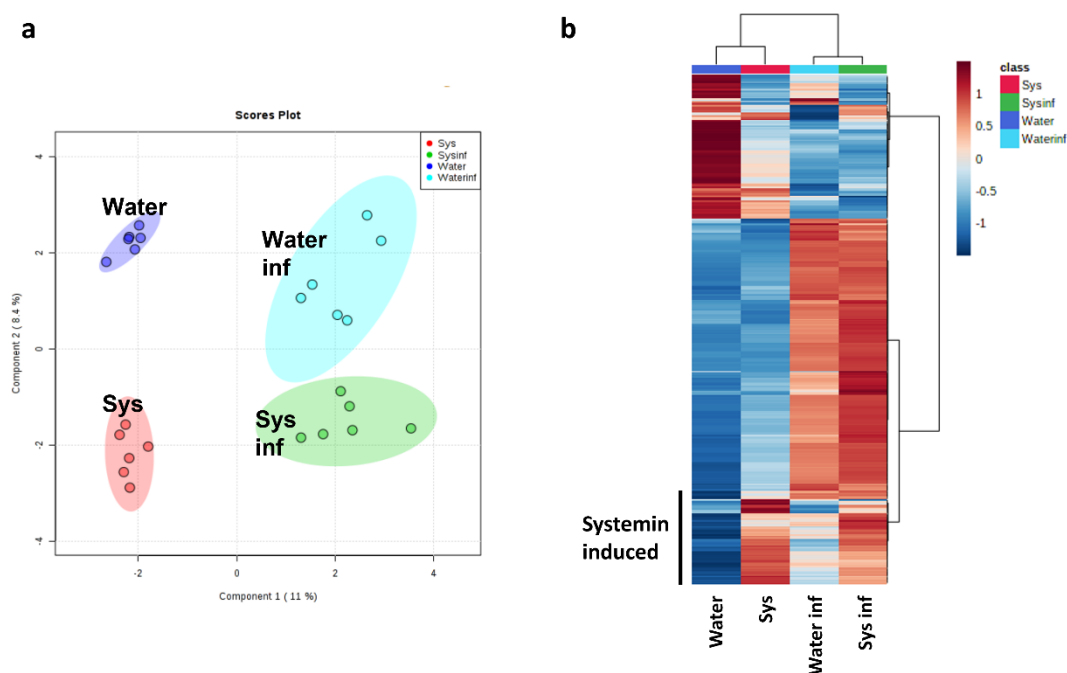 a
Scores Plot
Sys
Sysinf
Water
Waterinf
Water
Water
inf
Sys
Sys
inf
4
2
0
-2
-4
-2
0
2
4
Component 2 ( 8.4 %)
Component 1 ( 11 %)
b
class
Sys
Sysinf
Water
Waterinf
1
0.5
0
-0.5
-1
Systemin
induced
Water
Sys
Water inf
Sys inf